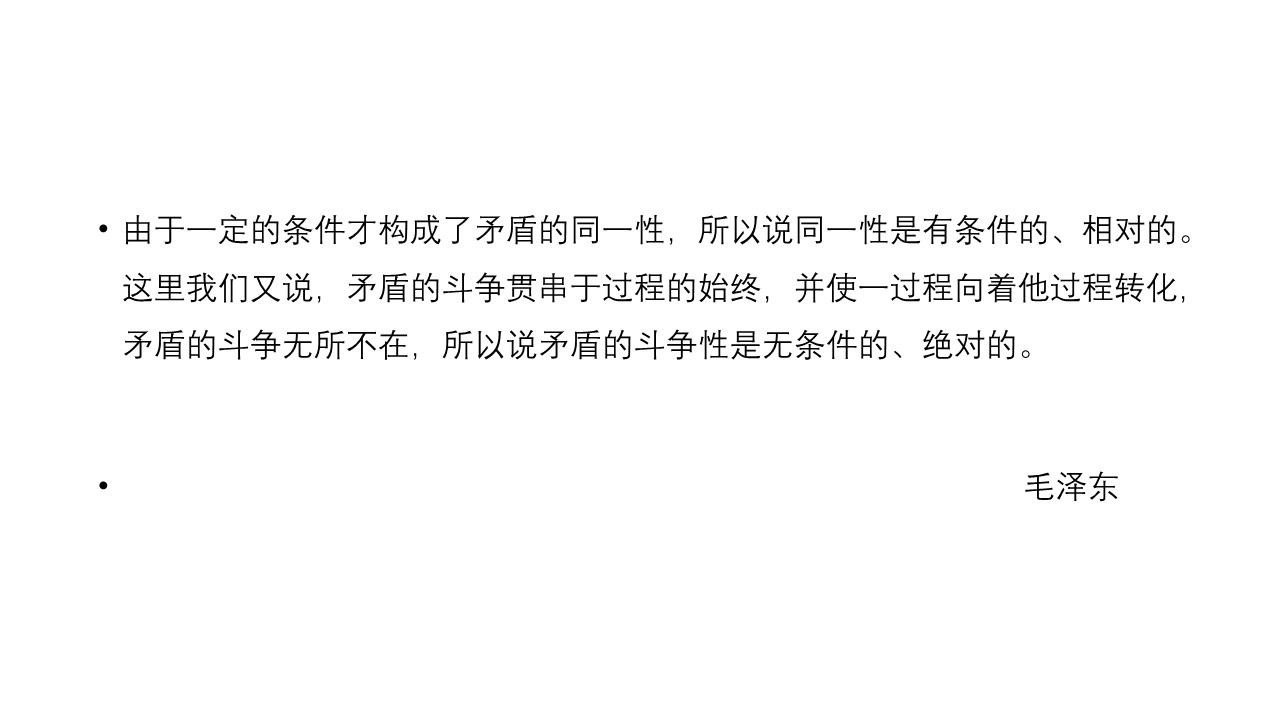 • 由于一定的条件才构成了矛盾的同一性，所以说同一性是有条件的、相对的。
这里我们又说，矛盾的斗争贯串于过程的始终，并使一过程向着他过程转化，
矛盾的斗争无所不在，所以说矛盾的斗争性是无条件的、绝对的。
• 毛泽东